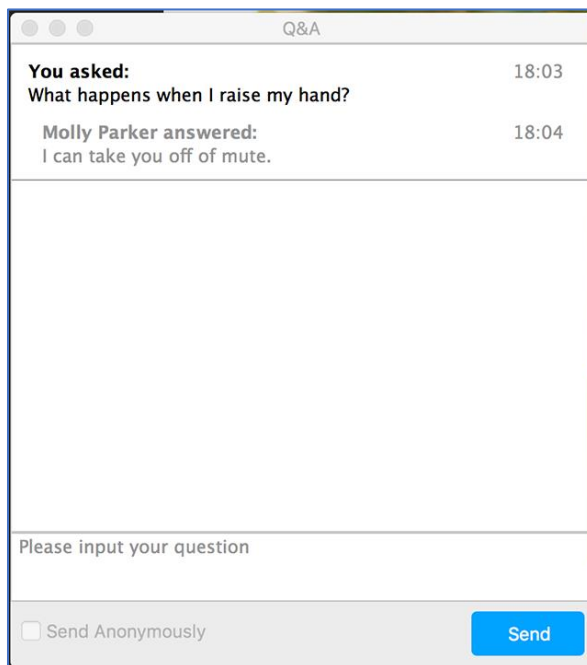 Q&A
You asked: 18:03
What happens when I raise my hand?
Molly Parker answered: 18:04
I can take you off of mute.
Please input your question
Send Anonymously Send